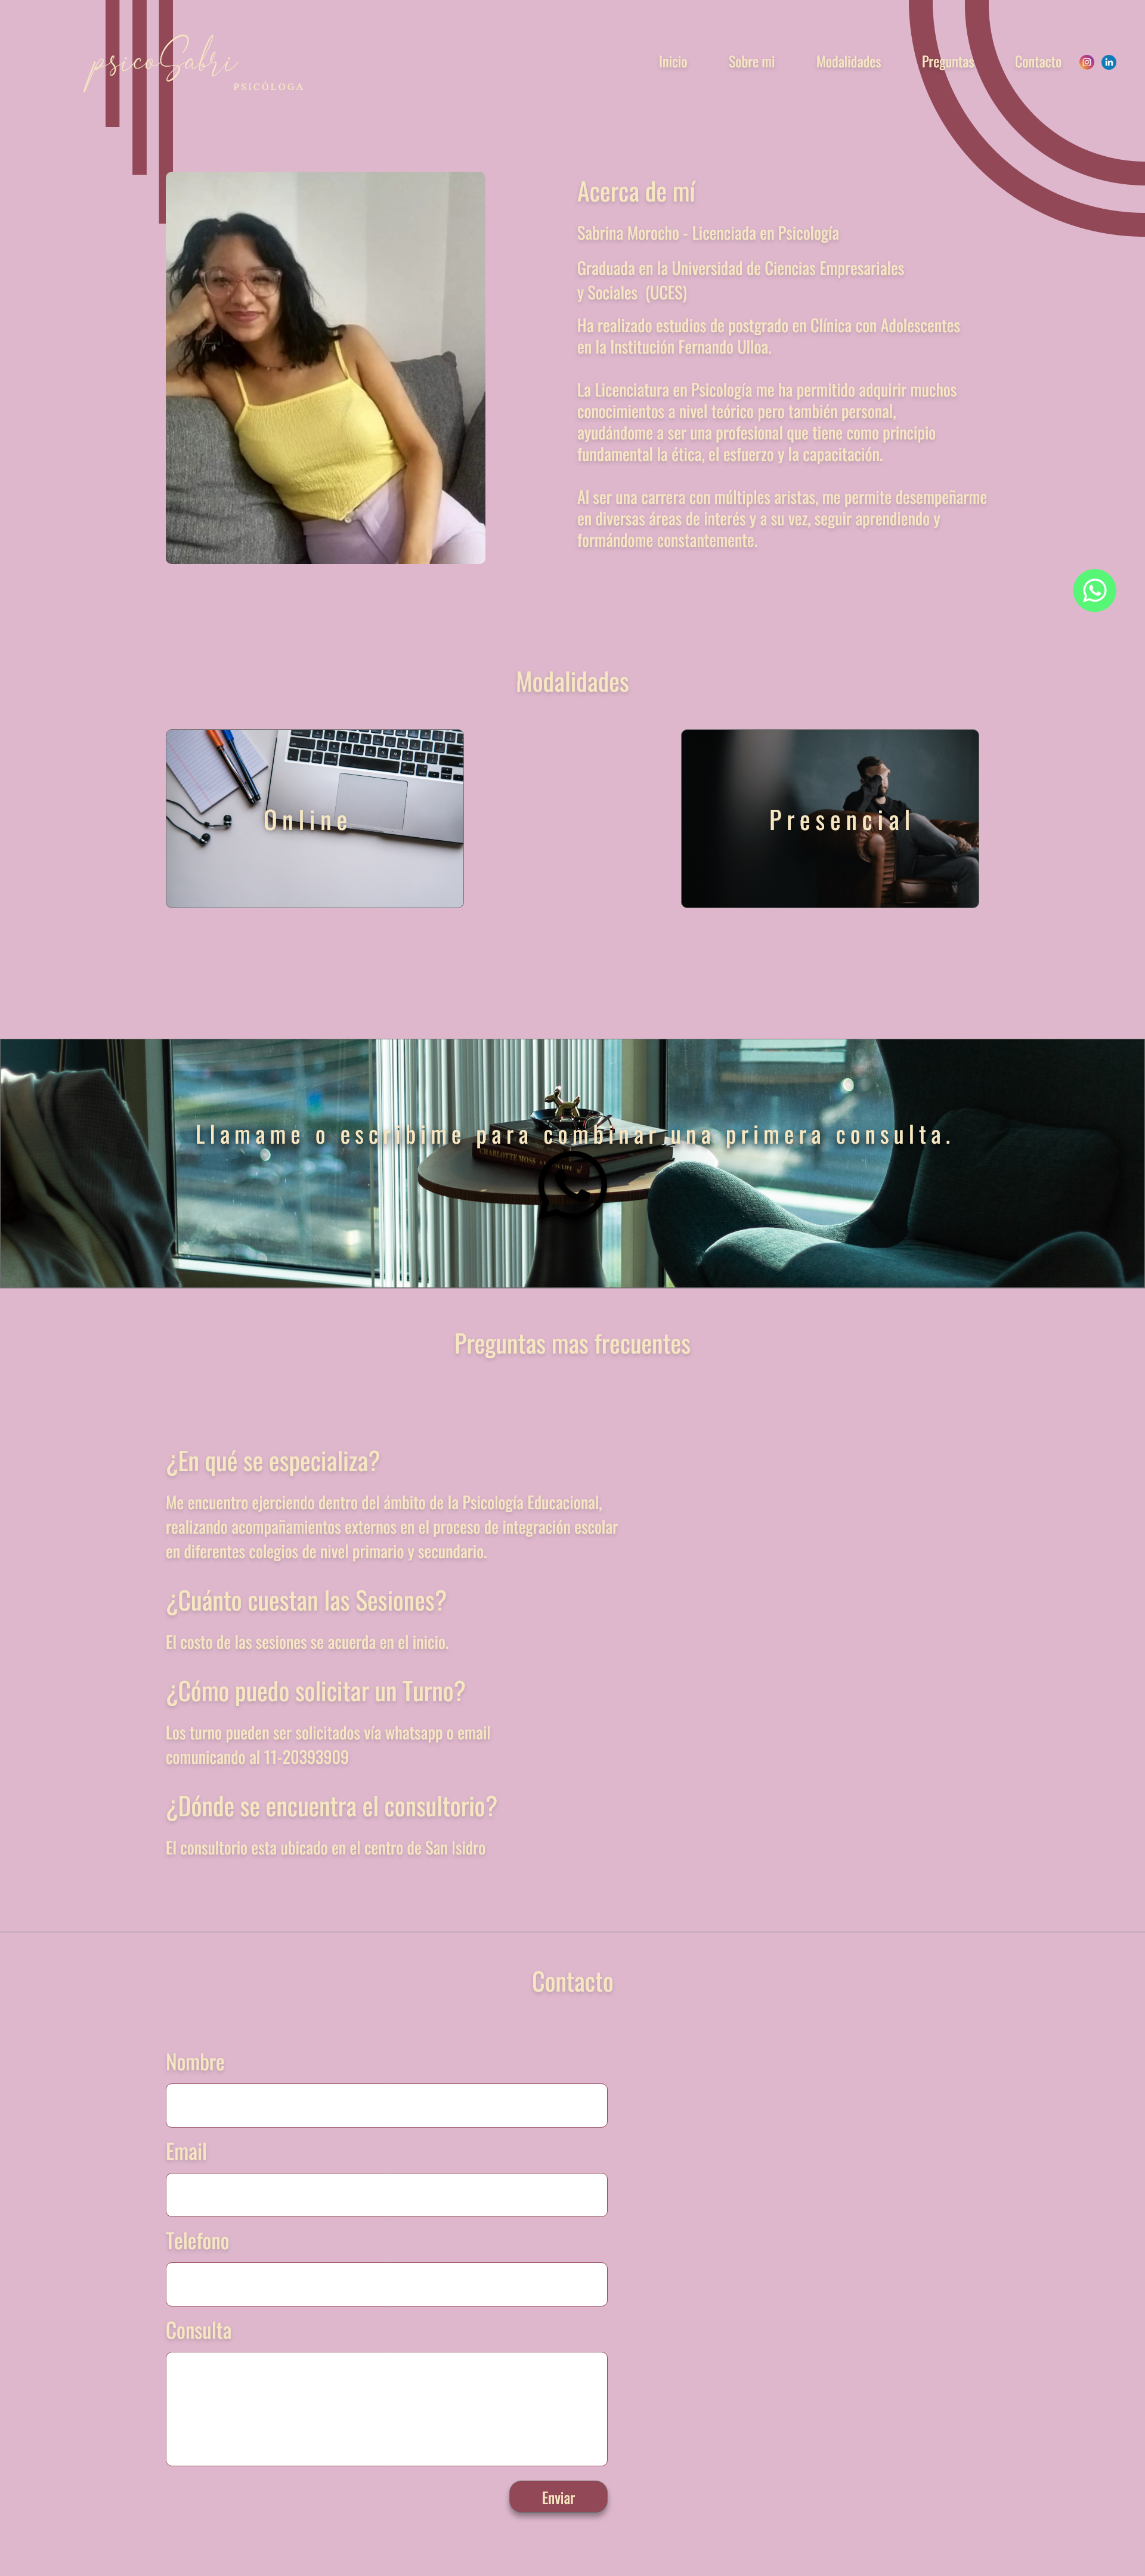 psicoSabri
PSICÓLOGA
Inicio Sobre mi Modalidades Preguntas Contacto
Acerca de mí
Sabrina Morocho - Licenciada en Psicología
Graduada en la Universidad de Ciencias Empresariales
y Sociales (UCES)
Ha realizado estudios de postgrado en Clínica con Adolescentes
en la Institución Fernando Ulloa.
La Licenciatura en Psicología me ha permitido adquirir muchos
conocimientos a nivel teórico pero también personal,
ayudándome a ser una profesional que tiene como principio
fundamental la ética, el esfuerzo y la capacitación.
Al ser una carrera con múltiples aristas, me permite desempeñarme
en diversas áreas de interés y a su vez, seguir aprendiendo y
formándome constantemente.
Modalidades
Online
Presencial
Llamame o escribime para combinar una primera consulta.
CHARLOTTE MOSS
Preguntas mas frecuentes
¿En qué se especializa?
Me encuentro ejerciendo dentro del ámbito de la Psicología Educacional,
realizando acompañamientos externos en el proceso de integración escolar
en diferentes colegios de nivel primario y secundario.
¿Cuánto cuestan las Sesiones?
El costo de las sesiones se acuerda en el inicio.
¿Cómo puedo solicitar un Turno?
Los turno pueden ser solicitados vía whatsapp o email
comunicando al 11-20393909
¿Dónde se encuentra el consultorio?
El consultorio esta ubicado en el centro de San Isidro
Contacto
Nombre
Email
Telefono
Consulta
Enviar